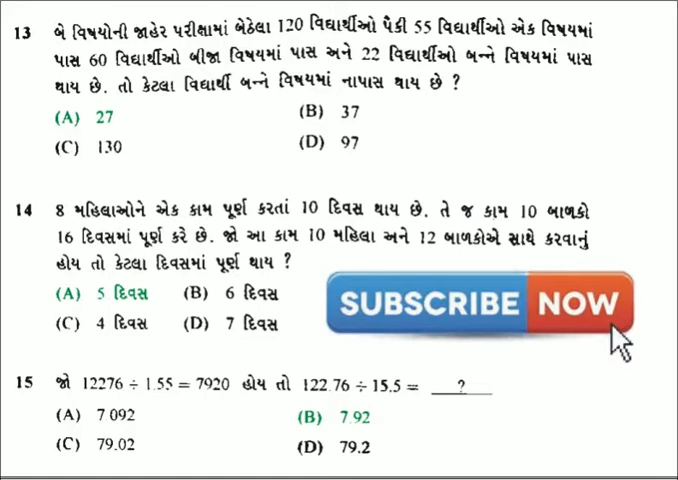 13 બે વિષયોની જાહેર પરીક્ષામાં બેઠેલા 120 વિદ્યાર્થીઓ પૈકી 55 વિદ્યાર્થીઓ એક વિષયમાં
પાસ 60 વિદ્યાર્થીઓ બીજા વિષયમાં પાસ અને 22 વિદ્યાર્થીઓ બન્ને વિષયમાં પાસ
થાય છે. તો કેટલા વિદ્યાર્થી બન્ને વિષયમાં નાપાસ થાય છે ?
(A) 27 (B) 37
(C) 130 (D) 97
14 8 મહિલાઓને એક કામ પૂર્ણ કરતાં 10 દિવસ થાય છે. તે જ કામ 10 બાળકો
16 દિવસમાં પૂર્ણ કરે છે. જો આ કામ 10 મહિલા અને 12 બાળકોએ સાથે કરવાનું
હોય તો કેટલા દિવસમાં પૂર્ણ થાય ?
(A) 5 દિવસ (B) 6 દિવસ
(C) 4 દિવસ (D) 7 દિવસ
SUBSCRIBE NOW
15 જો 12276 ÷ 1.55 = 7920 હોય તો 122.76 ÷ 15.5 = ?
(A) 7 092 (B) 7.92
(C) 79.02 (D) 79.2